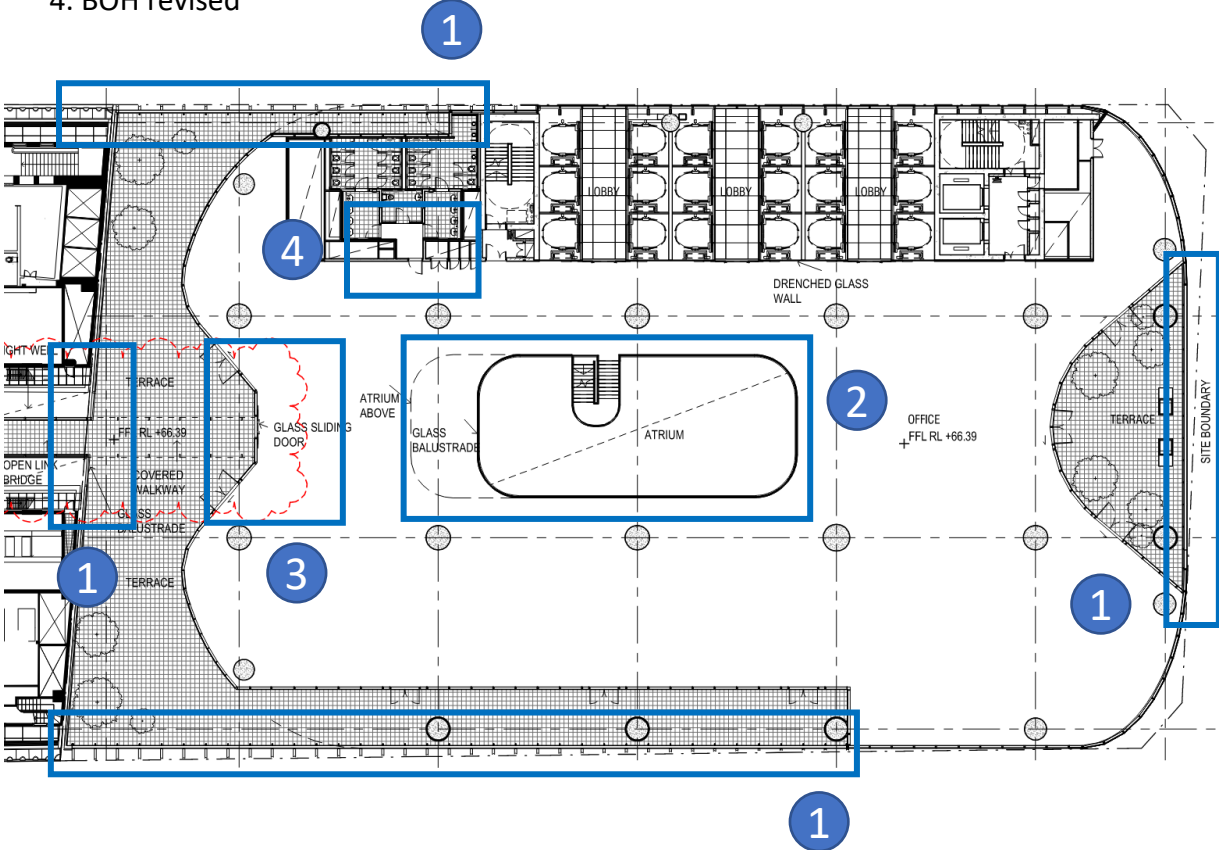 4. BOH revised
1
LOBBY
LOBBY
LOBBY
4
DRENCHED GLASS
WALL
TERRACE
ATRIUM
ABOVE
2
GLASS SLIDING
DOOR
GLASS
BALUSTRADE
ATRIUM
OFFICE
FFL RL +66.39
TERRACE
SITE BOUNDARY
FFL RL +66.39
OPEN LINK
BRIDGE
COVERED
WALKWAY
GLASS
BALUSTRADE
1
3
TERRACE
1
1